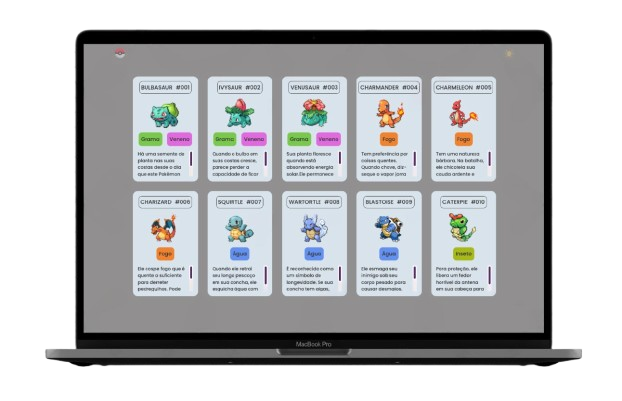 BULBASAUR #001
IVYSAUR #002
VENUSAUR #003
CHARMANDER #004
CHARMELEON #005
Grama Veneno
Grama Veneno
Grama Veneno
Fogo
Fogo
Há uma semente de
planta nas suas
costas desde o dia
que este Pokémon
Quando o bulbo em
suas costas cresce,
parece perder a
capacidade de ficar
Sua planta floresce
quando está
absorvendo energia
solar. Ele permanece
Tem preferência por
coisas quentes.
Quando chove, diz-
se que o vapor jorra
Tem uma natureza
bárbara. Na batalha,
ele chicoteia sua
cauda ardente e
CHARIZARD #006
SQUIRTLE #007
WARTORTLE #008
BLASTOISE #009
CATERPIE #010
Fogo
Água
Água
Água
Inseto
Ele cospe fogo que é
quente o suficiente
para derreter
pedregulhos. Pode
Quando ele retrai
seu longo pescoço
em sua concha, ele
esguicha água com
É reconhecido como
um símbolo de
longevidade. Se sua
concha tem algas,
Ele esmaga seu
inimigo sob seu
corpo pesado para
causar desmaios.
Para proteção, ele
libera um fedor
horrível da antena
em sua cabeça para
MacBook Pro